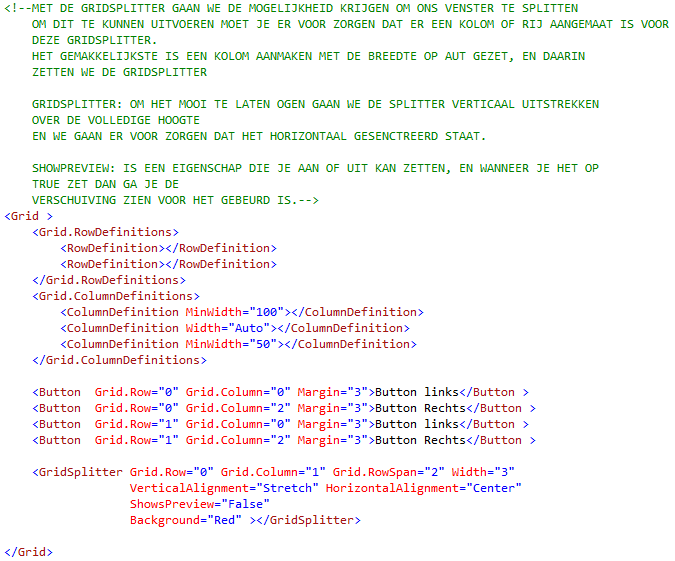 <!--MET DE GRIDSPLITTER GAAN WE DE MOGELIJKHEID KRIJGEN OM ONS VENSTER TE SPLITTEN
OM DIT TE KUNNEN UITVOEREN MOET JE ER VOOR ZORGEN DAT ER EEN KOLOM OF RIJ AANGEMAAT IS VOOR
DEZE GRIDSPLITTER.
HET GEMAKKELIJKSTE IS EEN KOLOM AANMAKEN MET DE BREEDTE OP AUT GEZET, EN DAARIN
ZETTEN WE DE GRIDSPLITTER
GRIDSPLITTER: OM HET MOOI TE LATEN OGEN GAAN WE DE SPLITTER VERTICAAL UITSTREKKEN
OVER DE VOLLEDIGE HOOGTE
EN WE GAAN ER VOOR ZORGEN DAT HET HORIZONTAAL GESENCTREERD STAAT.
SHOWPREVIEW: IS EEN EIGENSCHAP DIE JE AAN OF UIT KAN ZETTEN, EN WANNEER JE HET OP
TRUE ZET DAN GA JE DE
VERSCHUIVING ZIEN VOOR HET GEBEURD IS.-->
<Grid >
<Grid.RowDefinitions>
<RowDefinition></RowDefinition>
<RowDefinition></RowDefinition>
</Grid.RowDefinitions>
<Grid.ColumnDefinitions>
<ColumnDefinition MinWidth="100"></ColumnDefinition>
<ColumnDefinition Width="Auto"></ColumnDefinition>
<ColumnDefinition MinWidth="50"></ColumnDefinition>
</Grid.ColumnDefinitions>
<Button  Grid.Row="0" Grid.Column="0" Margin="3">Button links</Button >
<Button  Grid.Row="0" Grid.Column="2" Margin="3">Button Rechts</Button >
<Button  Grid.Row="1" Grid.Column="0" Margin="3">Button links</Button >
<Button  Grid.Row="1" Grid.Column="2" Margin="3">Button Rechts</Button >
<GridSplitter Grid.Row="0" Grid.Column="1" Grid.RowSpan="2" Width="3"
VerticalAlignment="Stretch" HorizontalAlignment="Center"
ShowsPreview="False"
Background="Red" ></GridSplitter>
</Grid>